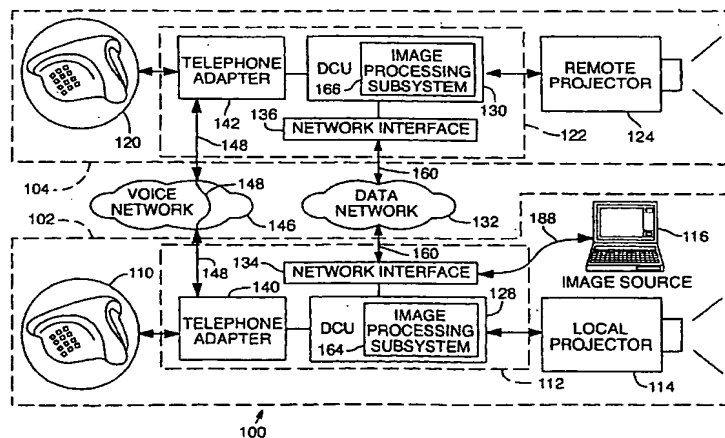 TELEPHONE
ADAPTER
DCU
IMAGE
PROCESSING
SUBSYSTEM
REMOTE
PROJECTOR
166
130
120
142
136
NETWORK INTERFACE
122
124
148
160
104
VOICE
NETWORK
148
146
DATA
NETWORK
132
102
188
116
IMAGE SOURCE
110
148
160
134
NETWORK INTERFACE
140
128
TELEPHONE
ADAPTER
DCU
IMAGE
PROCESSING
SUBSYSTEM
164
LOCAL
PROJECTOR
112
114
100